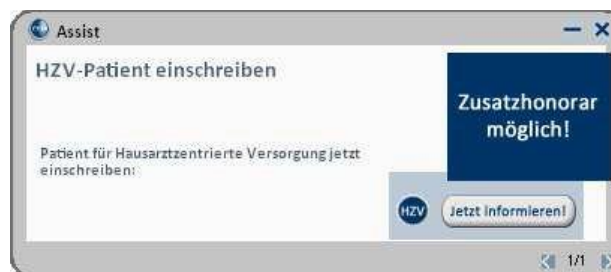 Assist
HZV-Patient einschreiben
Zusatzhonorar
möglich!
Patient für Hausarztzentrierte Versorgung jetzt
einschreiben:
HZV
Jetzt informieren!
1/1